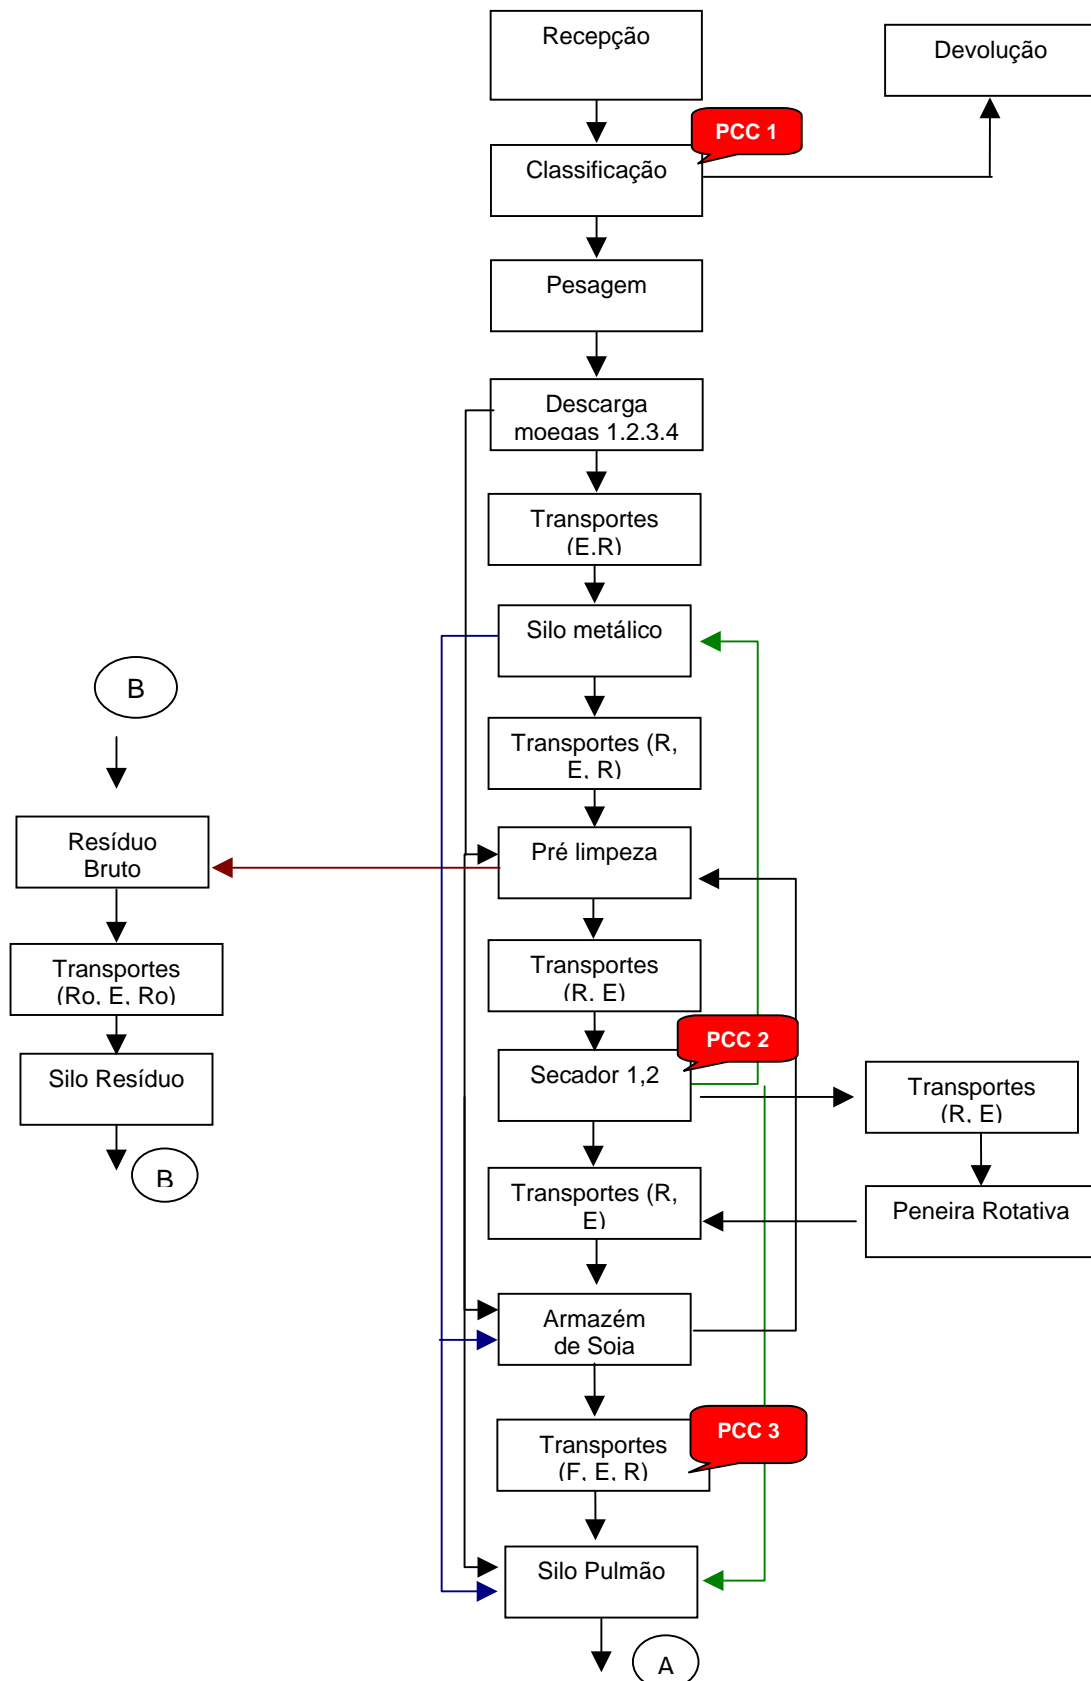 Recepção
Devolução
PCC 1
Classificação
Pesagem
Descarga
moegas 1,2,3,4
Transportes
(E,R)
Silo metálico
B
Transportes (R,
E, R)
Resíduo
Bruto
Pré limpeza
Transportes
(Ro, E, Ro)
Transportes
(R, E)
PCC 2
Silo Resíduo
Secador 1,2
Transportes
(R, E)
B
Transportes (R,
E)
Peneira Rotativa
Armazém
de Soja
PCC 3
Transportes
(F, E, R)
Silo Pulmão
A